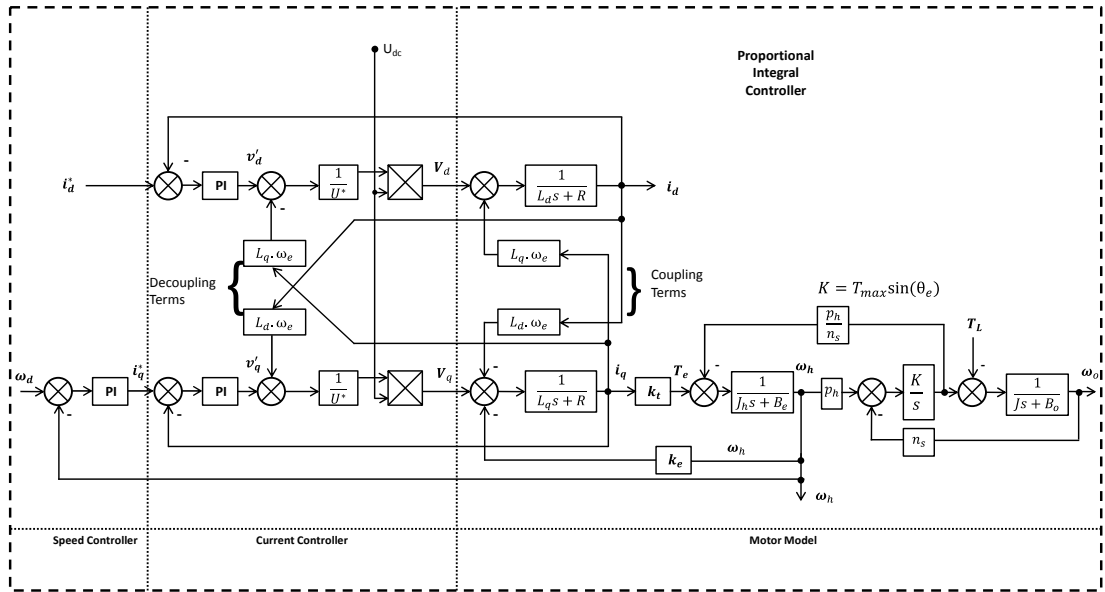 U_dc
Proportional
Integral
Controller
i_d^*
-
PI
v'_d
-
1/U*
V_d
1/(L_d s + R)
i_d
L_q. ω_e
L_q. ω_e
Decoupling
Terms
{
}
Coupling
Terms
L_d. ω_e
L_d. ω_e
K = T_max sin(θ_e)
p_h/n_s
ω_d
-
PI
i_q^*
-
PI
v'_q
1/U*
V_q
-
-
1/(L_q s + R)
i_q
k_t
T_e
-
1/(J_h s + B_e)
ω_h
p_h
-
K/s
T_L
-
1/(Js + B_o)
ω_o
n_s
k_e
ω_h
ω_h
Speed Controller
Current Controller
Motor Model